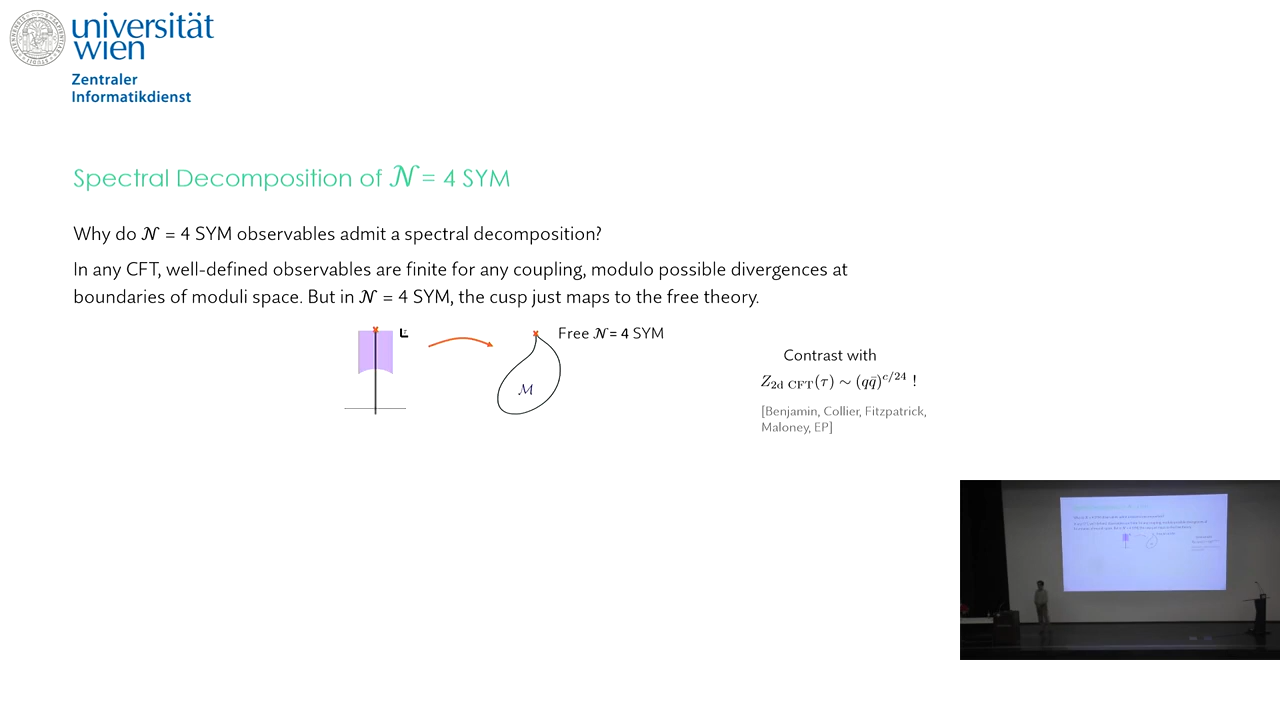 universität
wien
Zentraler
Informatikdienst
Spectral Decomposition of 𝒩 = 4 SYM
Why do 𝒩 = 4 SYM observables admit a spectral decomposition?
In any CFT, well-defined observables are finite for any coupling, modulo possible divergences at
boundaries of moduli space. But in 𝒩 = 4 SYM, the cusp just maps to the free theory.
Free 𝒩 = 4 SYM
ℳ
Contrast with
Z_{2d CFT}(τ) ∼ (qq̄)^{c/24} !
[Benjamin, Collier, Fitzpatrick,
Maloney, EP]